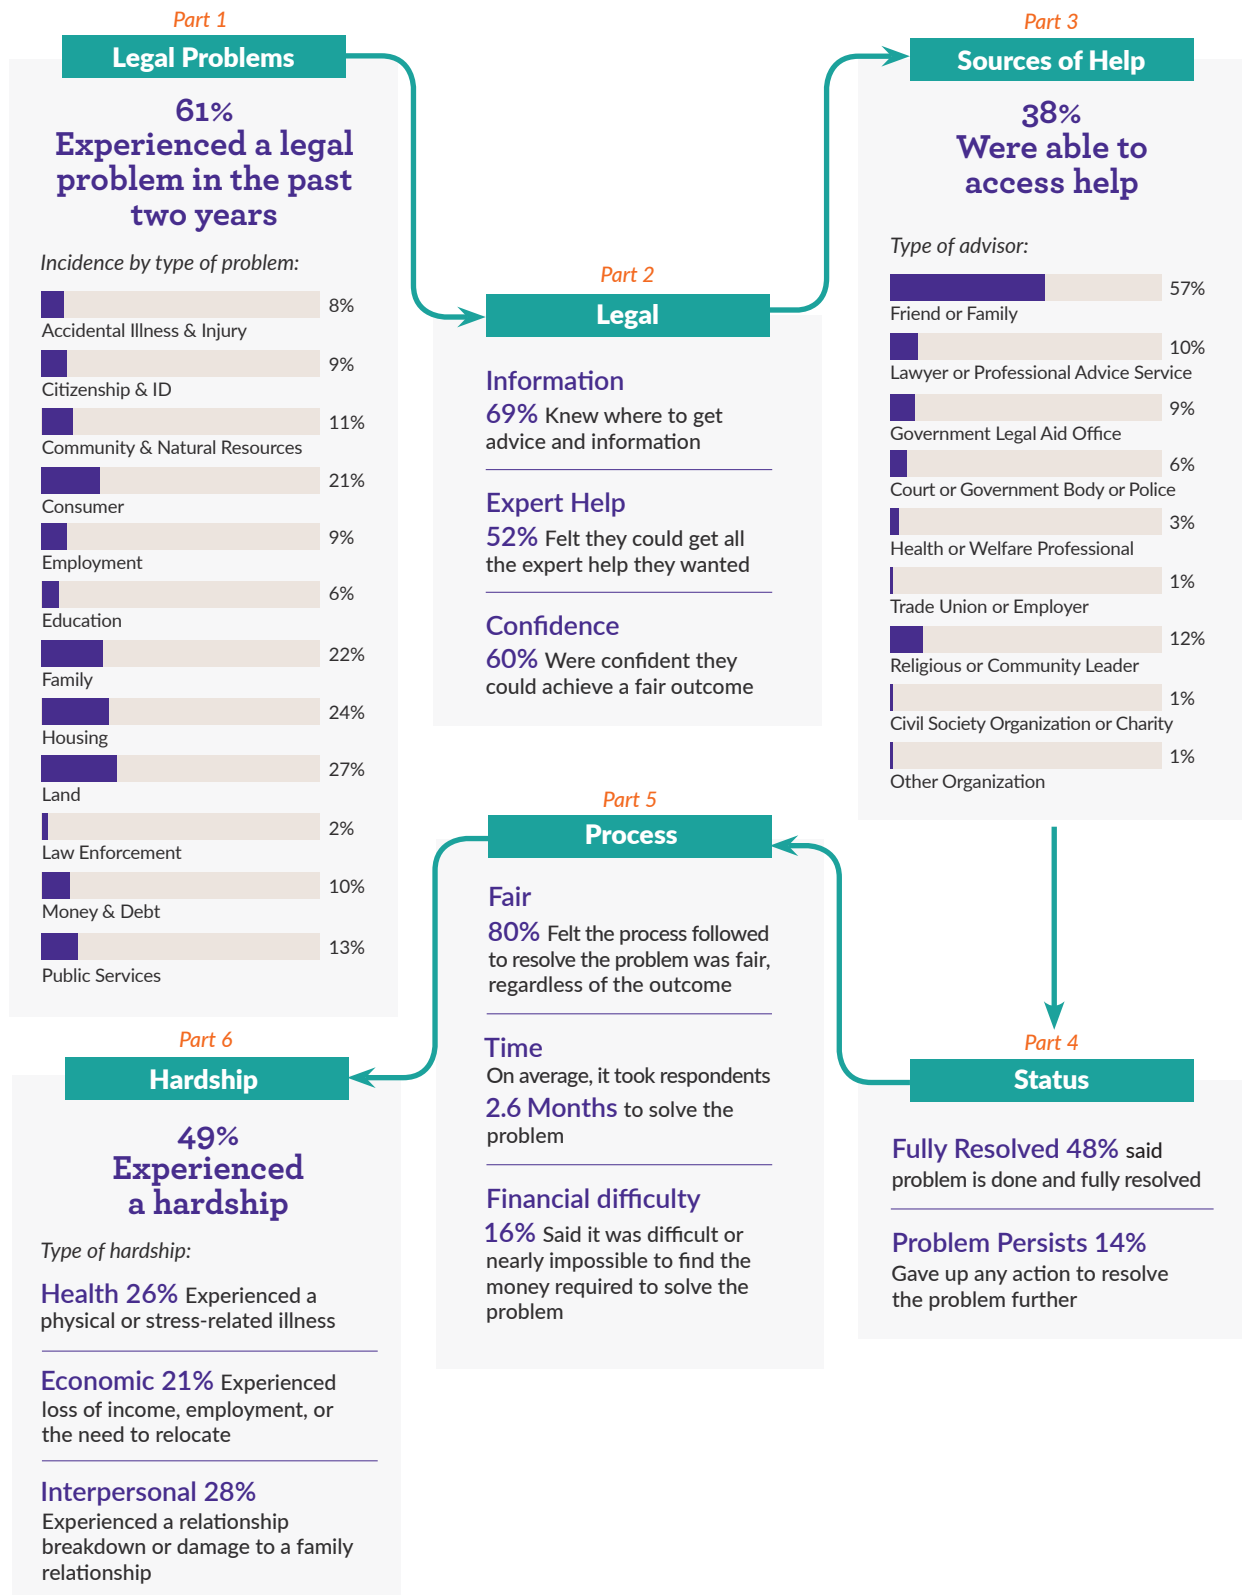 Part 1
Legal Problems
61%
Experienced a legal
problem in the past
two years
Incidence by type of problem:
8%
Accidental Illness & Injury
9%
Citizenship & ID
11%
Community & Natural Resources
21%
Consumer
9%
Employment
6%
Education
22%
Family
24%
Housing
27%
Land
2%
Law Enforcement
10%
Money & Debt
13%
Public Services
Part 2
Legal
Information
69% Knew where to get
advice and information
Expert Help
52% Felt they could get all
the expert help they wanted
Confidence
60% Were confident they
could achieve a fair outcome
Part 3
Sources of Help
38%
Were able to
access help
Type of advisor:
57%
Friend or Family
10%
Lawyer or Professional Advice Service
9%
Government Legal Aid Office
6%
Court or Government Body or Police
3%
Health or Welfare Professional
1%
Trade Union or Employer
12%
Religious or Community Leader
1%
Civil Society Organization or Charity
1%
Other Organization
Part 4
Status
Fully Resolved 48% said
problem is done and fully resolved
Problem Persists 14%
Gave up any action to resolve
the problem further
Part 5
Process
Fair
80% Felt the process followed
to resolve the problem was fair,
regardless of the outcome
Time
On average, it took respondents
2.6 Months to solve the
problem
Financial difficulty
16% Said it was difficult or
nearly impossible to find the
money required to solve the
problem
Part 6
Hardship
49%
Experienced
a hardship
Type of hardship:
Health 26% Experienced a
physical or stress-related illness
Economic 21% Experienced
loss of income, employment, or
the need to relocate
Interpersonal 28%
Experienced a relationship
breakdown or damage to a family
relationship